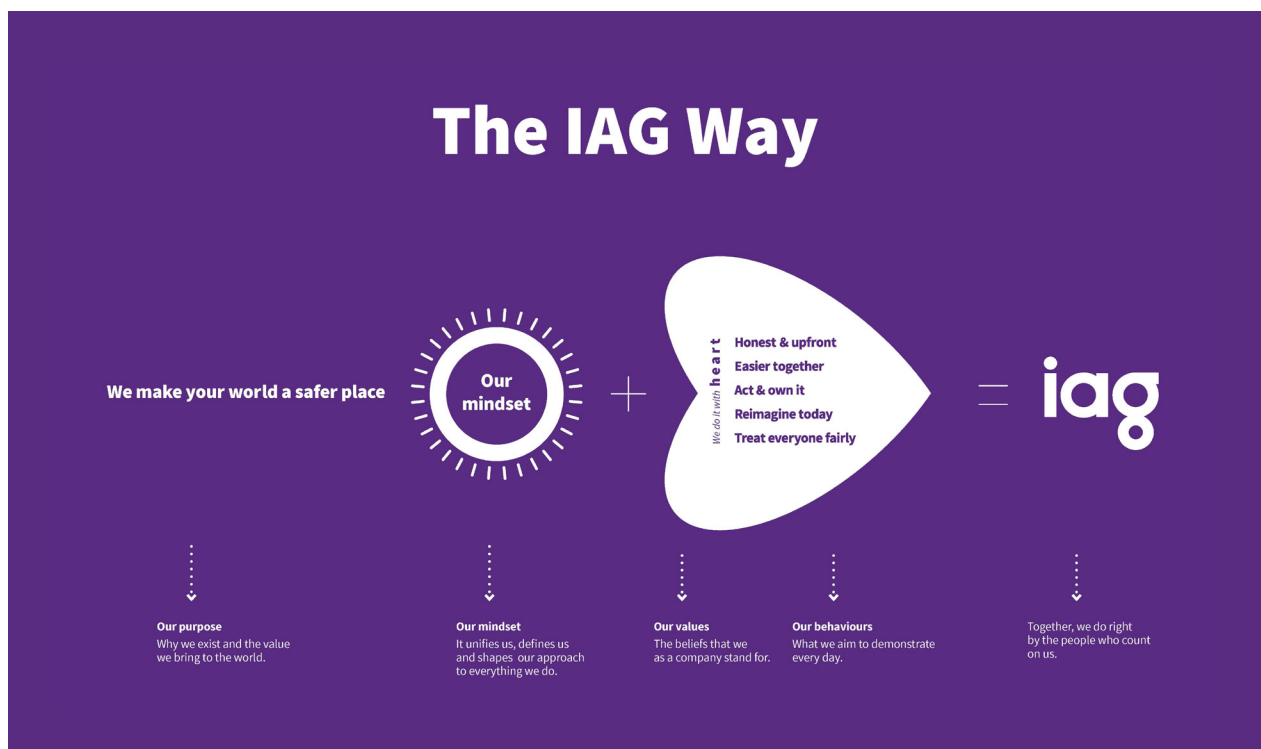 The IAG Way
We make your world a safer place
Our
mindset
+
We do it with heart
Honest & upfront
Easier together
Act & own it
Reimagine today
Treat everyone fairly
=
iag
Our purpose
Why we exist and the value
we bring to the world.
Our mindset
It unifies us, defines us
and shapes our approach
to everything we do.
Our values
The beliefs that we
as a company stand for.
Our behaviours
What we aim to demonstrate
every day.
Together, we do right
by the people who count
on us.